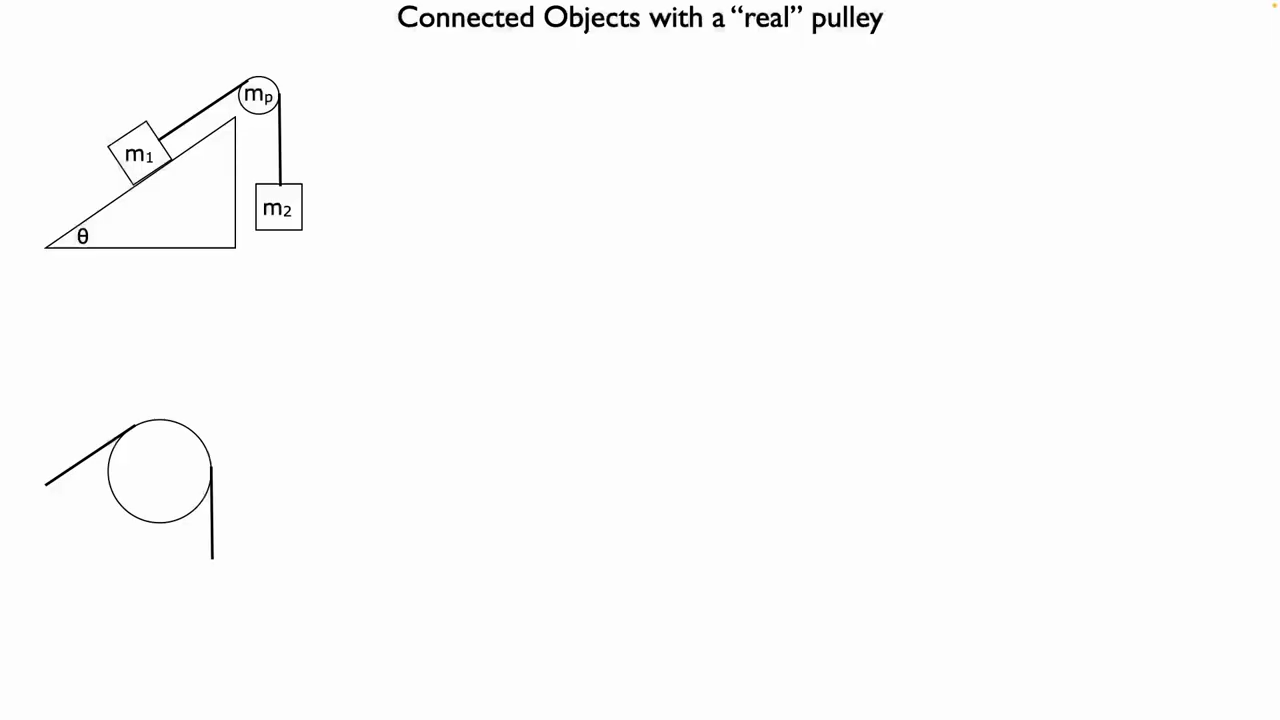 Connected Objects with a “real” pulley
mₚ
m₁
m₂
θ